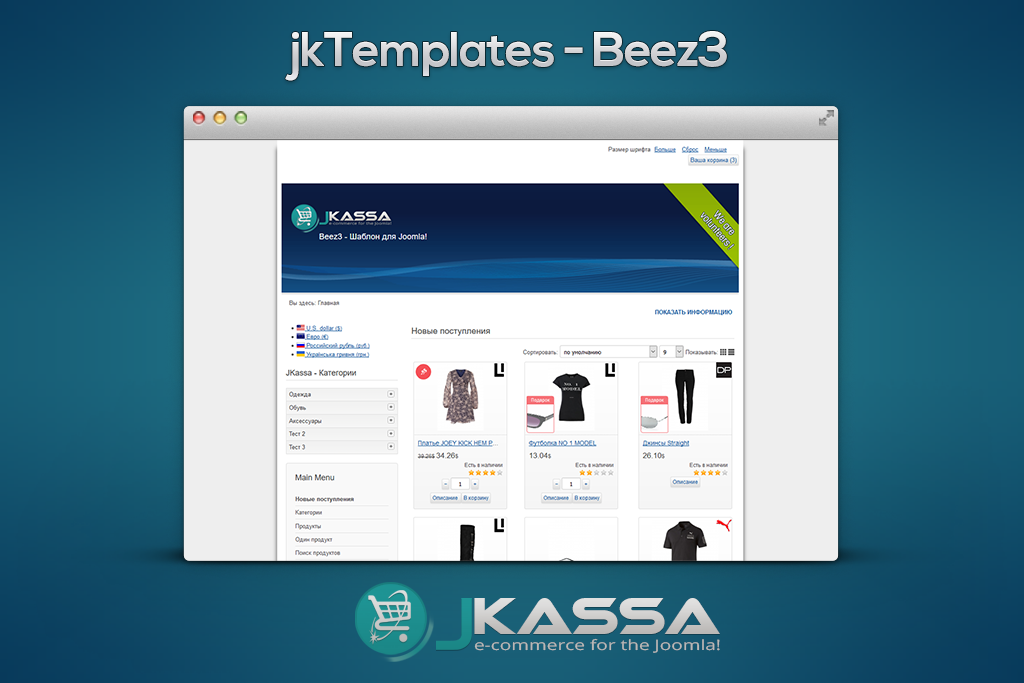 jkTemplates - Beez3
Размер шрифта Больше Сброс Меньше
Ваша корзина (3)
JKASSA
e-commerce for the Joomla!
Beez3 - Шаблон для Joomla!
We are
volunteers!
Вы здесь: Главная
ПОКАЗАТЬ ИНФОРМАЦИЮ
U.S. dollar ($)
Евро (€)
Российский рубль (руб.)
Українська гривня (грн.)
JKassa - Категории
Одежда
Обувь
Аксессуары
Тест 2
Тест 3
Main Menu
Новые поступления
Категории
Продукты
Один продукт
Поиск продуктов
Новые поступления
Сортировать: по умолчанию 9 Показывать:
Платье JOEY KICK HEM P...
39.26$ 34.26$
Есть в наличии
- 1 +
Описание В корзину
Подарок
Футболка NO 1 MODEL
13.04$
Есть в наличии
- 1 +
Описание В корзину
DP
Подарок
Джинсы Straight
26.10$
Есть в наличии
Описание
JKASSA
e-commerce for the Joomla!